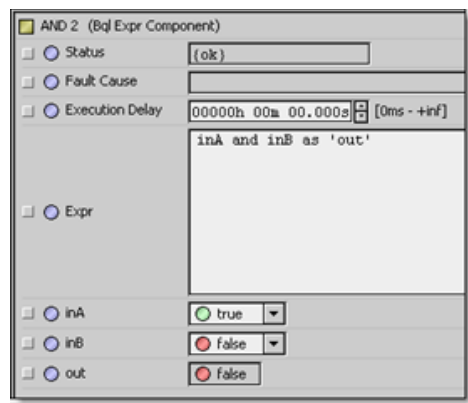 AND 2 (Bql Expr Component)
Status {ok}
Fault Cause
Execution Delay 00000h 00m 00.000s [0ms - +inf]
inA and inB as 'out'
Expr
inA true
inB false
out false